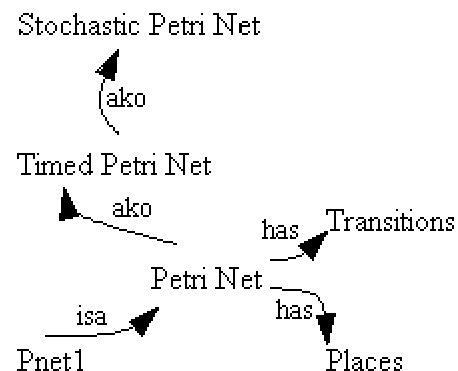 Stochastic Petri Net
ako
Timed Petri Net
ako
has
Transitions
Petri Net
has
isa
Pnet1
Places